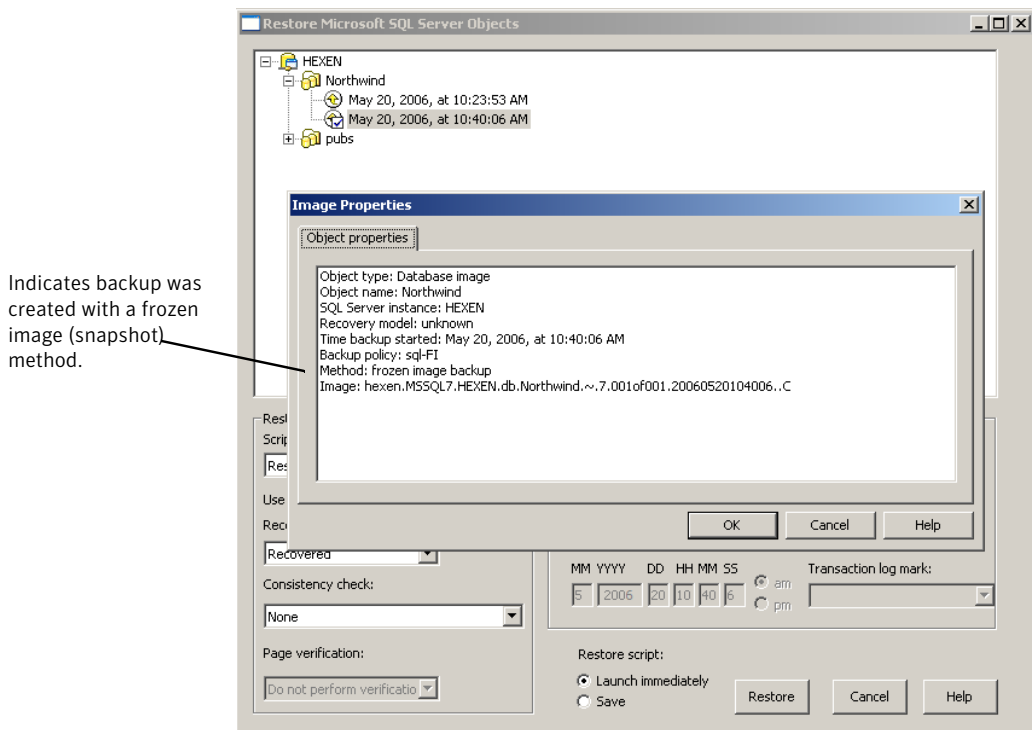 Restore Microsoft SQL Server Objects
HEXEN
Northwind
May 20, 2006, at 10:23:53 AM
May 20, 2006, at 10:40:06 AM
pubs
Image Properties
Object properties
Object type: Database image
Object name: Northwind
SQL Server instance: HEXEN
Recovery model: unknown
Time backup started: May 20, 2006, at 10:40:06 AM
Backup policy: sql-FI
Method: frozen image backup
Image: hexen.MSSQL7.HEXEN.db.Northwind.~.7.001of001.20060520104006..C
Indicates backup was
created with a frozen
image (snapshot)
method.
OK Cancel Help
Use
Recovered
Consistency check:
None
Page verification:
Do not perform verificatio
MM YYYY DD HH MM SS
5 2006 20 10 40 6
am
pm
Transaction log mark:
Restore script:
Launch immediately
Save
Restore Cancel Help